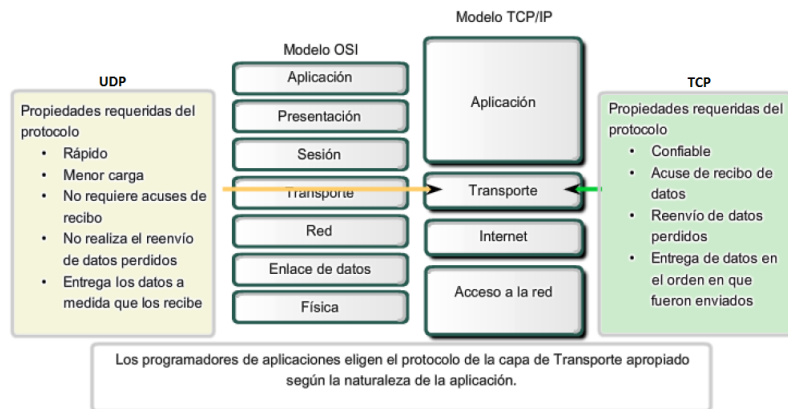 Modelo TCP/IP
Modelo OSI
UDP
TCP
Propiedades requeridas del
protocolo
• Rápido
• Menor carga
• No requiere acuses de
recibo
• No realiza el reenvío
de datos perdidos
• Entrega los datos a
medida que los recibe
Aplicación
Presentación
Sesión
Transporte
Red
Enlace de datos
Física
Aplicación
Transporte
Internet
Acceso a la red
Propiedades requeridas del
protocolo
• Confiable
• Acuse de recibo de
datos
• Reenvío de datos
perdidos
• Entrega de datos en
el orden en que
fueron enviados
Los programadores de aplicaciones eligen el protocolo de la capa de Transporte apropiado
según la naturaleza de la aplicación.